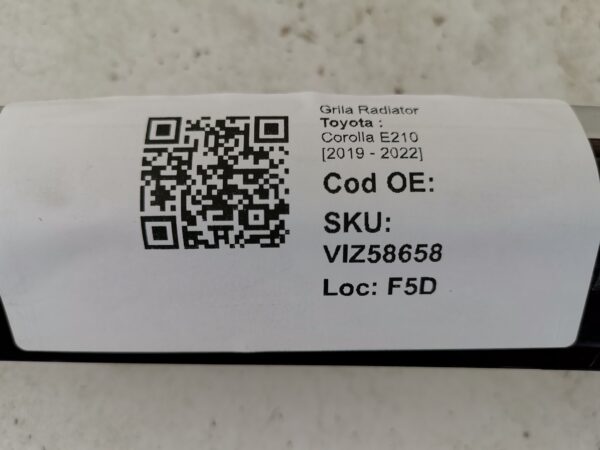 Grila Radiator
Toyota :
Corolla E210
[2019 - 2022]
Cod OE:
SKU:
VIZ58658
Loc: F5D